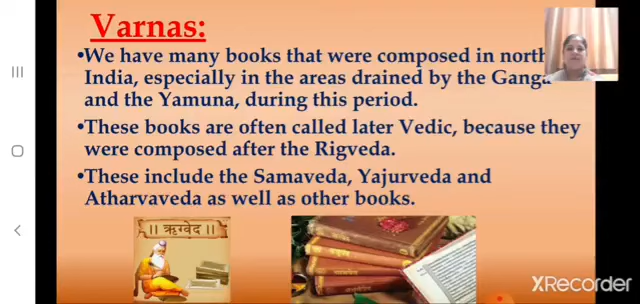 Varnas:
•We have many books that were composed in north
India, especially in the areas drained by the Ganga
and the Yamuna, during this period.
•These books are often called later Vedic, because they
were composed after the Rigveda.
•These include the Samaveda, Yajurveda and
Atharvaveda as well as other books.
॥ ऋग्वेद ॥
XRecorder